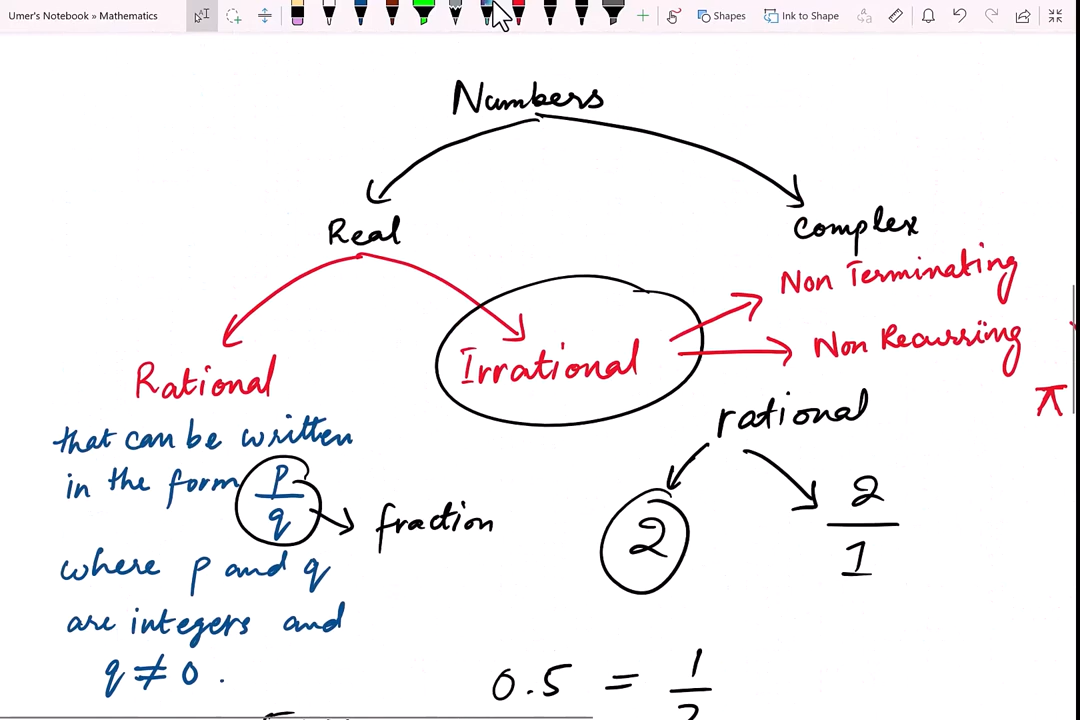 Umer's Notebook » Mathematics
Shapes
Ink to Shape
Numbers
Real
Complex
Non Terminating
Non Recurring
Rational
Irrational
π
that can be written
in the form p/q
fraction
where p and q
are integers and
q ≠ 0.
rational
2
2/1
0.5 = 1/2